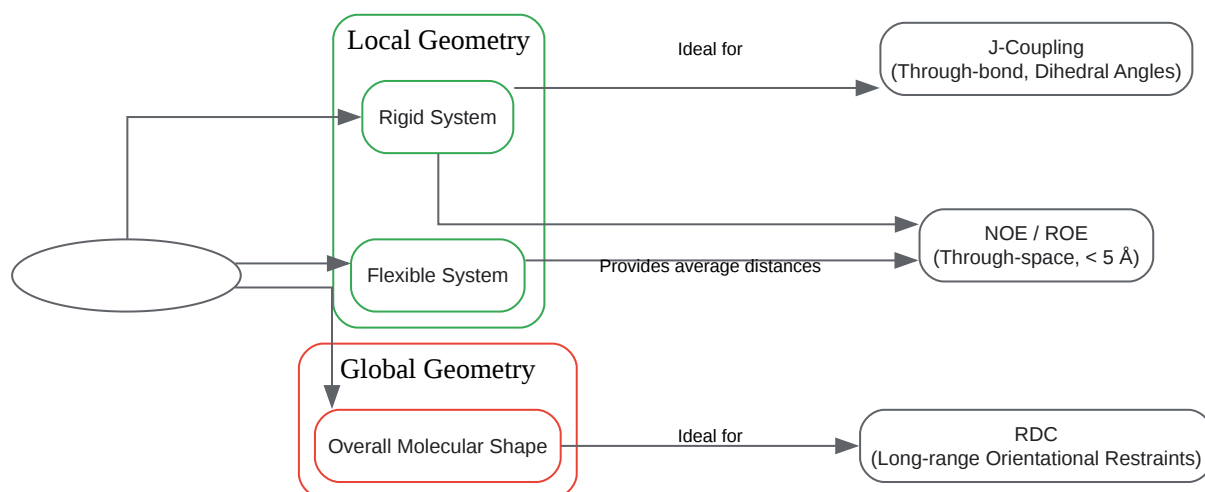 Local Geometry
Ideal for
J-Coupling
(Through-bond, Dihedral Angles)
Rigid System
NOE / ROE
(Through-space, < 5 Å)
Flexible System
Provides average distances
Global Geometry
Overall Molecular Shape
Ideal for
RDC
(Long-range Orientational Restraints)